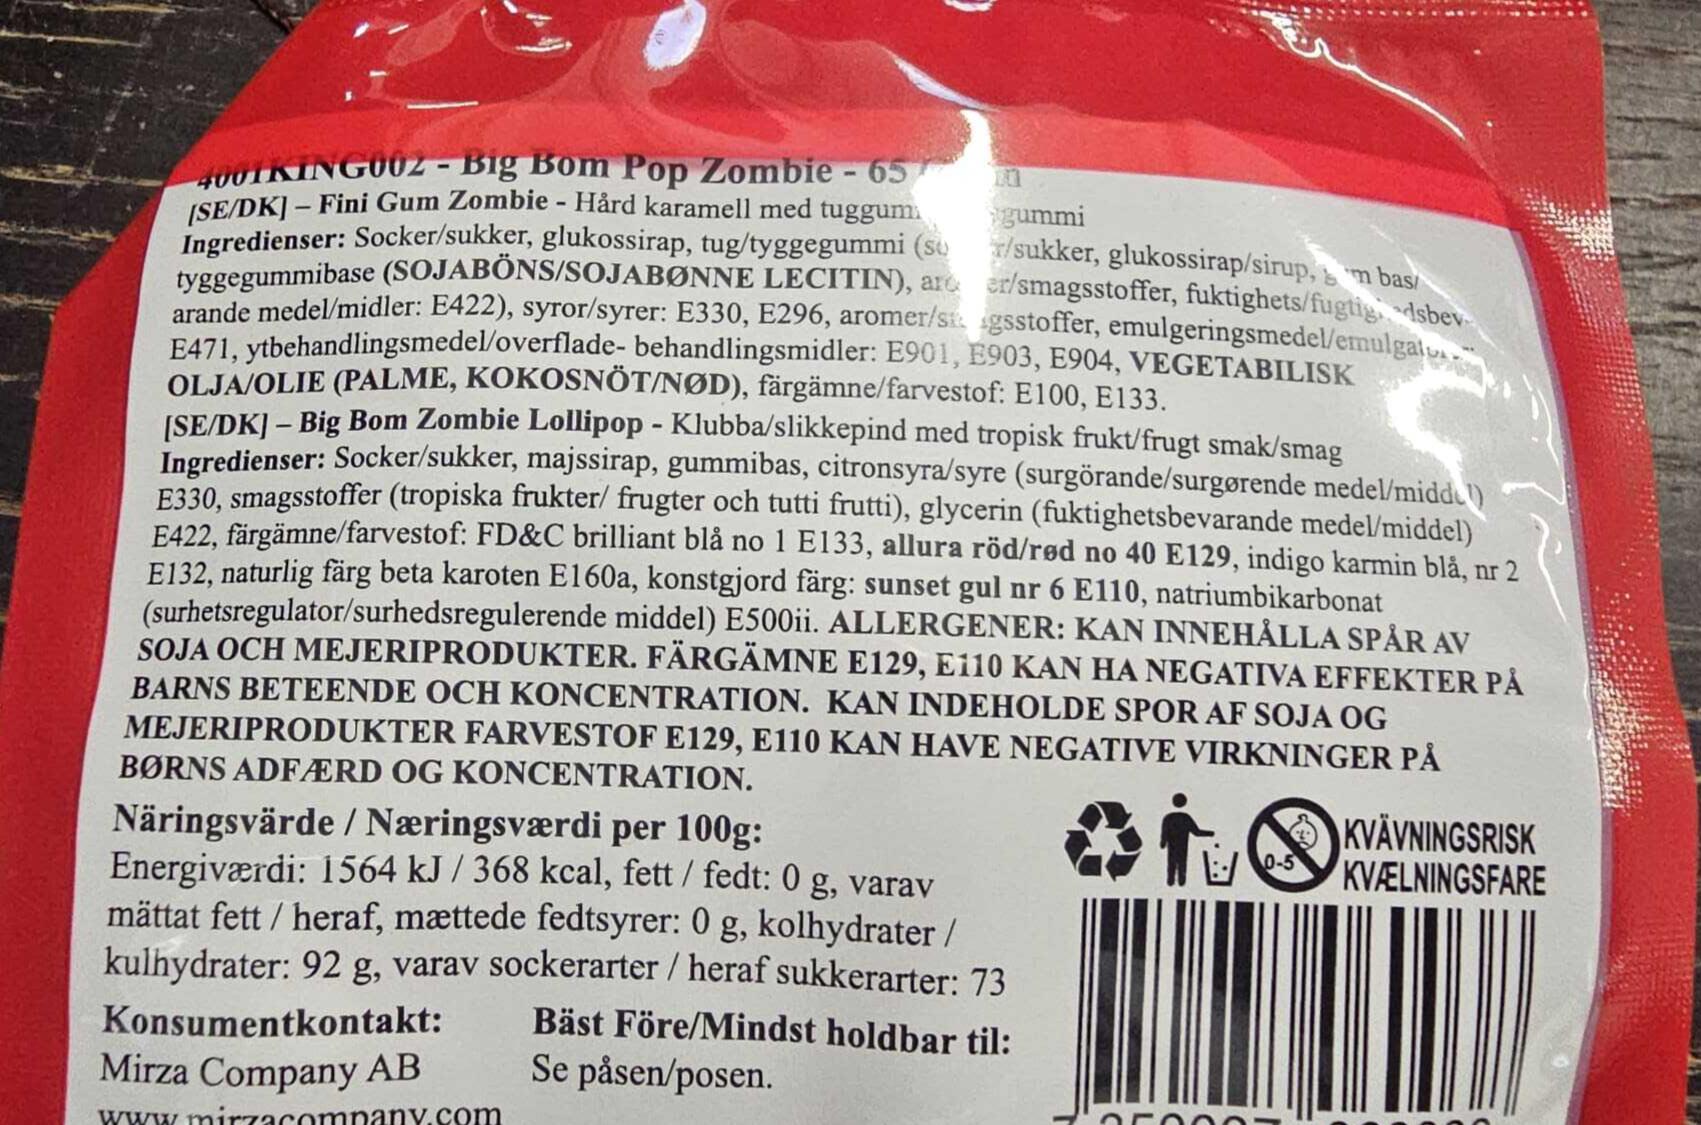 4001KING002 - Big Bom Pop Zombie - 65
[SE/DK] – Fini Gum Zombie - Hård karamell med
Ingredienser: Socker/sukker, glukossirap, tug/tyggegummi glukossirap/sirup, bas/
tyggegummibase (SOJABÖNS/SOJABØNNE LECITIN), fuktighets/
arande medel/midler: E422), syror/syrer: E330, E296, emulgeringsmedel/
E471, ytbehandlingsmedel/overflade- behandlingsmidler: E901, E903, E904, VEGETABILISK
OLJA/OLIE (PALME, KOKOSNÖT/NØD), färgämne/farvestof: E100, E133.
[SE/DK] – Big Bom Zombie Lollipop - Klubba/slikkepind med tropisk frukt/frugt smak/smag
Ingredienser: Socker/sukker, majssirap, gummibas, citronsyra/syre (surgörande/surgørende medel/middel)
E330, smagsstoffer (tropiska frukter/ frugter och tutti frutti), glycerin (fuktighetsbevarande medel/middel)
E422, färgämne/farvestof: FD&C brilliant blå no 1 E133, allura röd/rød no 40 E129, indigo karmin blå, nr 2
E132, naturlig färg beta karoten E160a, konstgjord färg: sunset gul nr 6 E110, natriumbikarbonat
(surhetsregulator/surhedsregulerende middel) E500ii. ALLERGENER: KAN INNEHÅLLA SPÅR AV
SOJA OCH MEJERIPRODUKTER. FÄRGÄMNE E129, E110 KAN HA NEGATIVA EFFEKTER PÅ
BARNS BETEENDE OCH KONCENTRATION. KAN INDEHOLDE SPOR AF SOJA OG
MEJERIPRODUKTER FARVESTOF E129, E110 KAN HAVE NEGATIVE VIRKNINGER PÅ
BØRNS ADFÆRD OG KONCENTRATION.
Näringsvärde / Næringsværdi per 100g:
Energiværdi: 1564 kJ / 368 kcal, fett / fedt: 0 g, varav
mättat fett / heraf, mættede fedtsyrer: 0 g, kolhydrater /
kulhydrater: 92 g, varav sockerarter / heraf sukkerarter: 73
0-5
KVÄVNINGSRISK
KVÆLNINGSFARE
Konsumentkontakt:
Mirza Company AB
www.mirzacompany.com
Bäst Före/Mindst holdbar til:
Se påsen/posen.